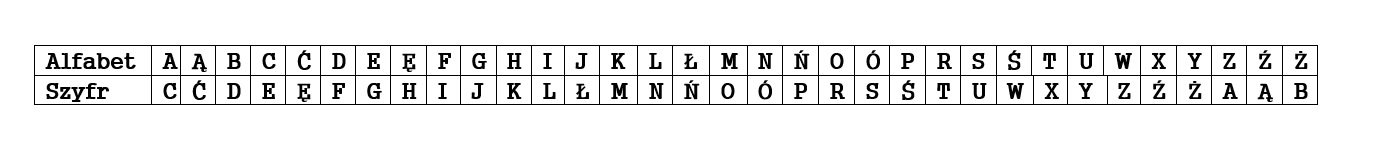 Alfabet A Ą B C Ć D E Ę F G H I J K L Ł M N Ń O Ó P R S Ś T U W X Y Z Ź Ż
Szyfr C Ć D E Ę F G H I J K L Ł M N Ń O Ó P R S Ś T U W X Y Z Ź Ż A Ą B